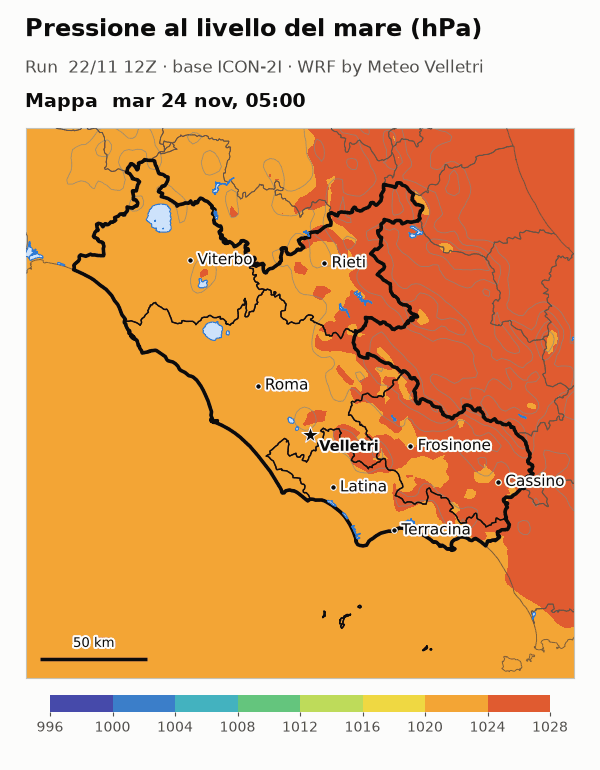 Pressione al livello del mare (hPa)
Run  22/11 12Z · base ICON-2I · WRF by Meteo Velletri
Mappa  mar 24 nov, 05:00
Viterbo
Rieti
Roma
Velletri
Frosinone
Cassino
Latina
Terracina
50 km
996 1000 1004 1008 1012 1016 1020 1024 1028